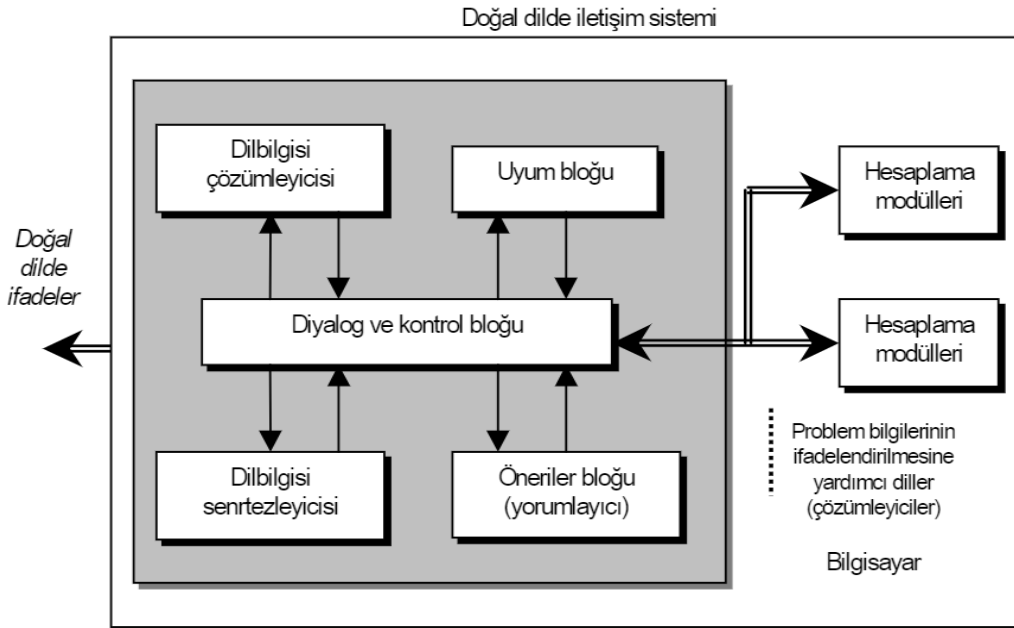 Doğal dilde iletişim sistemi
Dilbilgisi
çözümleyicisi
Uyum bloğu
Hesaplama
modülleri
Doğal
dilde
ifadeler
Diyalog ve kontrol bloğu
Hesaplama
modülleri
Dilbilgisi
senrtezleyicisi
Öneriler bloğu
(yorumlayıcı)
Problem bilgilerinin
ifadelendirilmesine
yardımcı diller
(çözümleyiciler)
Bilgisayar